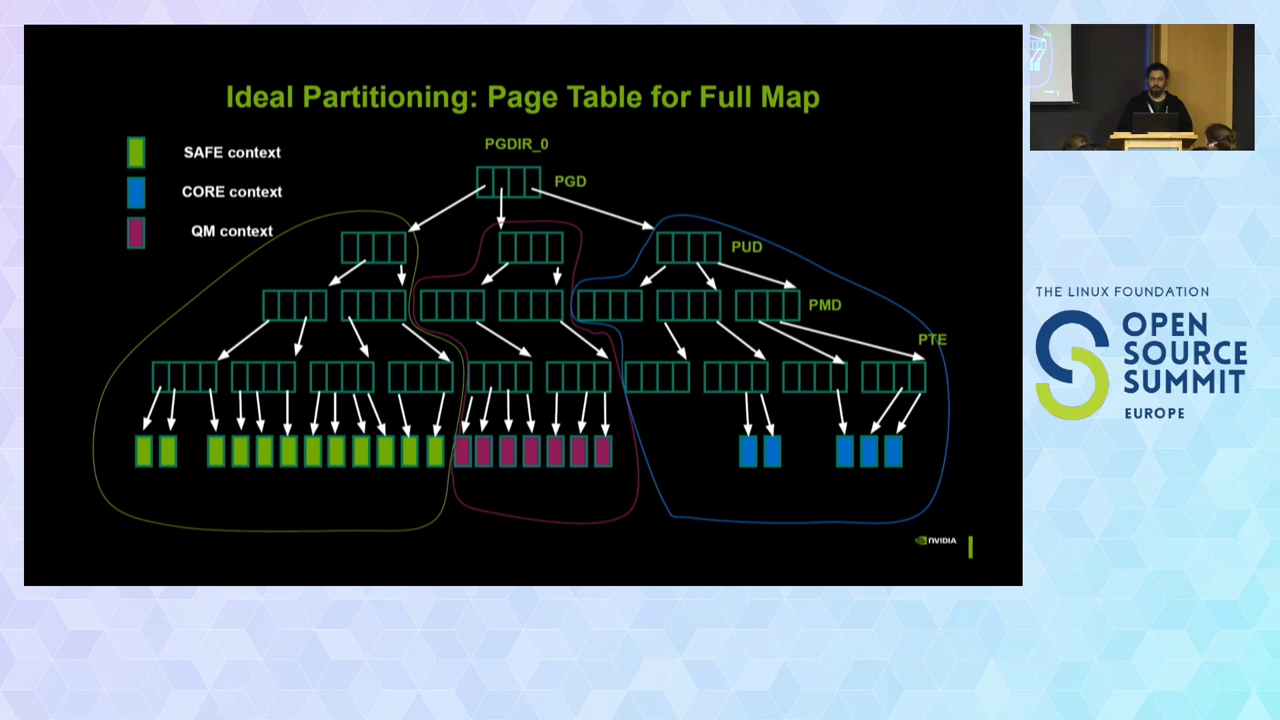 Ideal Partitioning: Page Table for Full Map
SAFE context
CORE context
QM context
PGDIR_0
PGD
PUD
PMD
PTE
NVIDIA
THE LINUX FOUNDATION
OPEN
SOURCE
SUMMIT
EUROPE